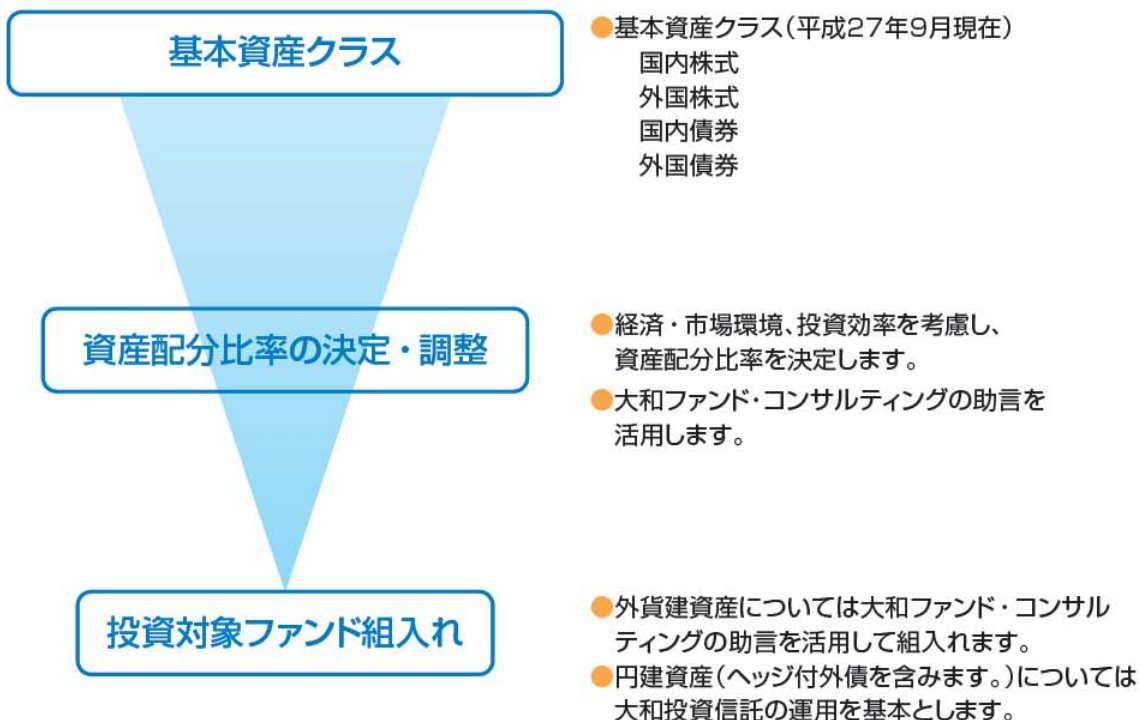 基本資産クラス
●基本資産クラス(平成27年9月現在)
国内株式
外国株式
国内債券
外国債券
資産配分比率の決定・調整
●経済・市場環境、投資効率を考慮し、
資産配分比率を決定します。
●大和ファンド・コンサルティングの助言を
活用します。
投資対象ファンド組入れ
●外貨建資産については大和ファンド・コンサル
ティングの助言を活用して組入れます。
●円建資産(ヘッジ付外債を含みます。)については
大和投資信託の運用を基本とします。